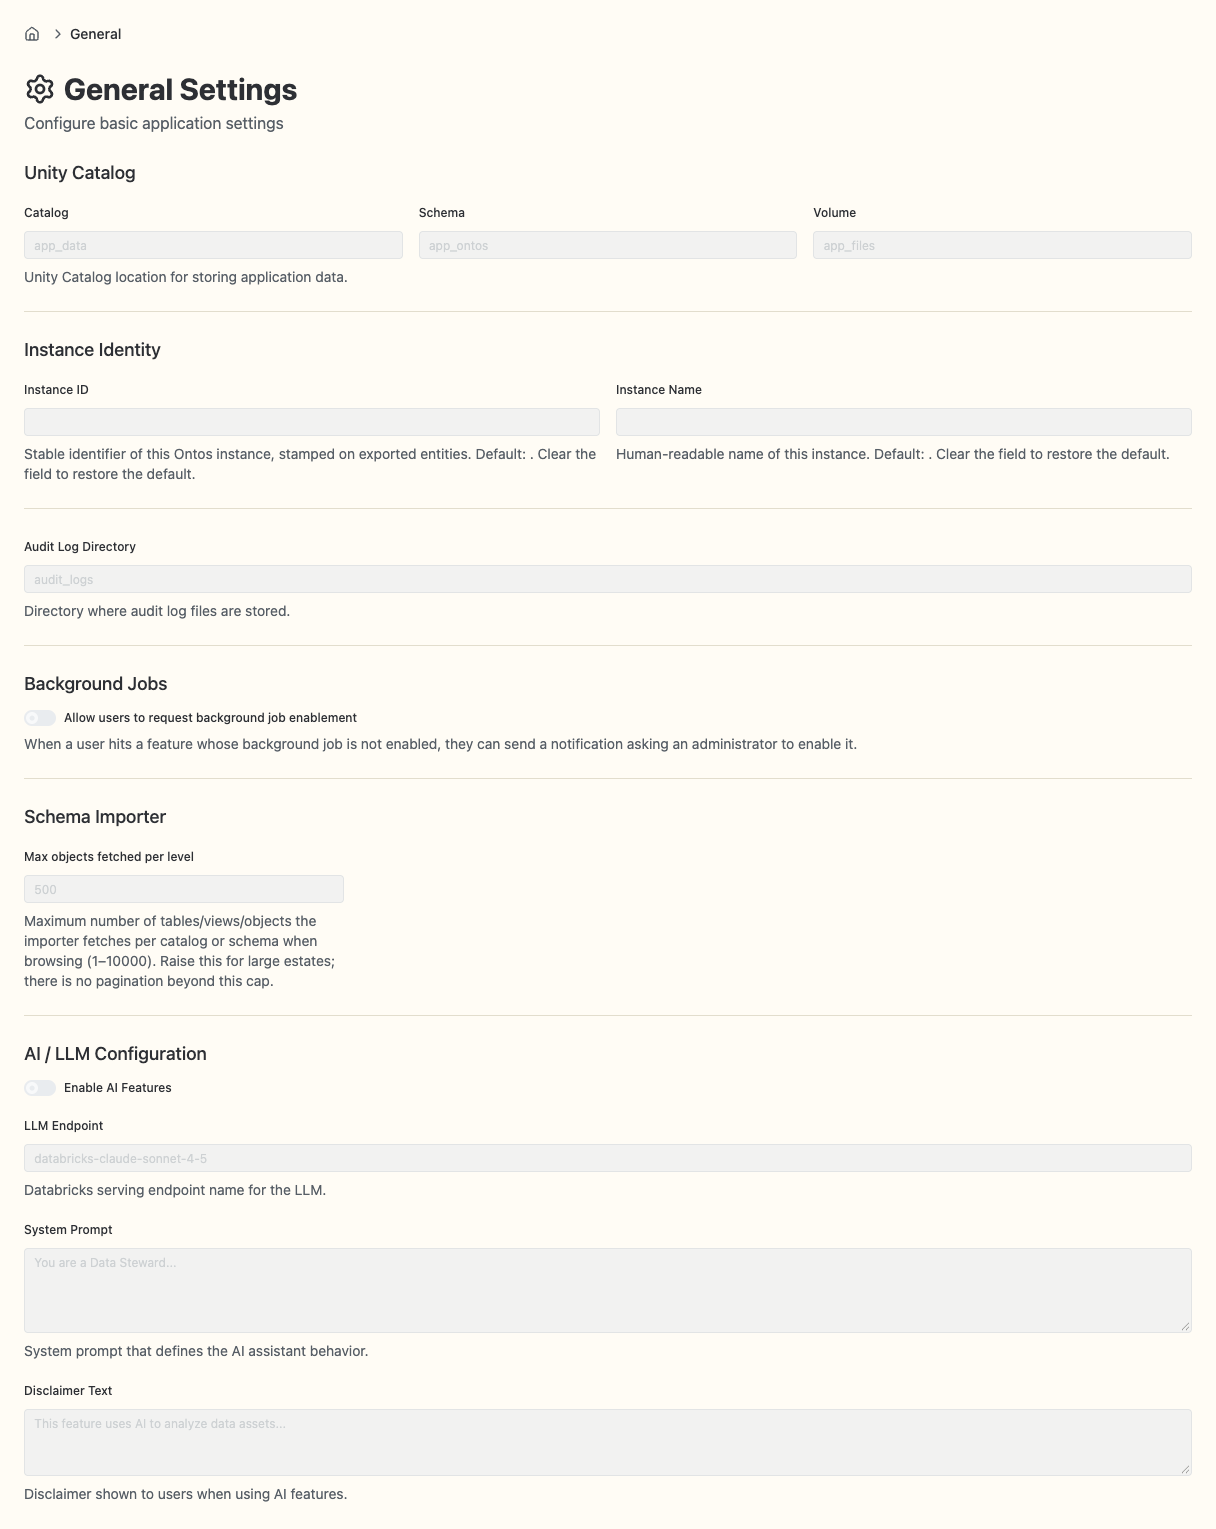 General
General Settings
Configure basic application settings
Unity Catalog
Catalog
Schema
Volume
app_data
app_ontos
app_files
Unity Catalog location for storing application data.
Instance Identity
Instance ID
Instance Name
Stable identifier of this Ontos instance, stamped on exported entities. Default: . Clear the
field to restore the default.
Human-readable name of this instance. Default: . Clear the field to restore the default.
Audit Log Directory
audit_logs
Directory where audit log files are stored.
Background Jobs
Allow users to request background job enablement
When a user hits a feature whose background job is not enabled, they can send a notification asking an administrator to enable it.
Schema Importer
Max objects fetched per level
500
Maximum number of tables/views/objects the
importer fetches per catalog or schema when
browsing (1–10000). Raise this for large estates;
there is no pagination beyond this cap.
AI / LLM Configuration
Enable AI Features
LLM Endpoint
databricks-claude-sonnet-4-5
Databricks serving endpoint name for the LLM.
System Prompt
You are a Data Steward...
System prompt that defines the AI assistant behavior.
Disclaimer Text
This feature uses AI to analyze data assets...
Disclaimer shown to users when using AI features.